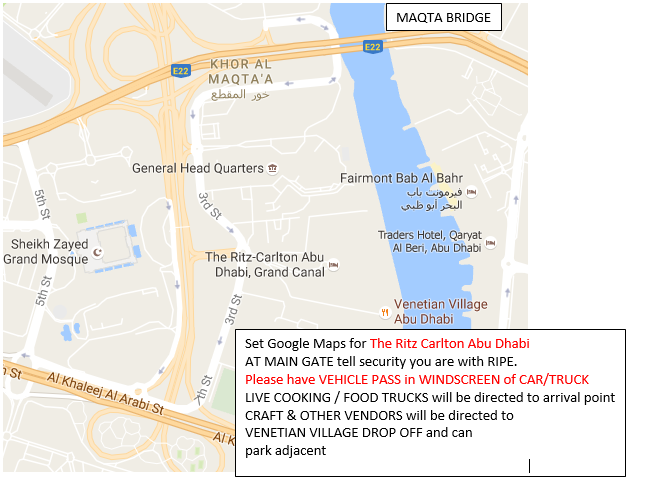 MAQTA BRIDGE
E22
E22
KHOR AL
MAQTA'A
خور المقطع
General Head Quarters
Fairmont Bab Al Bahr
فيرمونت باب
البحر أبو ظبي
5th St
3rd St
Sheikh Zayed
Grand Mosque
The Ritz-Carlton Abu
Dhabi, Grand Canal
Traders Hotel, Qaryat
Al Beri, Abu Dhabi
5th St
3rd St
Venetian Village
Abu Dhabi
n St
Al Khaleej Al Arabi St
7th St
Al K
Set Google Maps for The Ritz Carlton Abu Dhabi
AT MAIN GATE tell security you are with RIPE.
Please have VEHICLE PASS in WINDSCREEN of CAR/TRUCK
LIVE COOKING / FOOD TRUCKS will be directed to arrival point
CRAFT & OTHER VENDORS will be directed to
VENETIAN VILLAGE DROP OFF and can
park adjacent